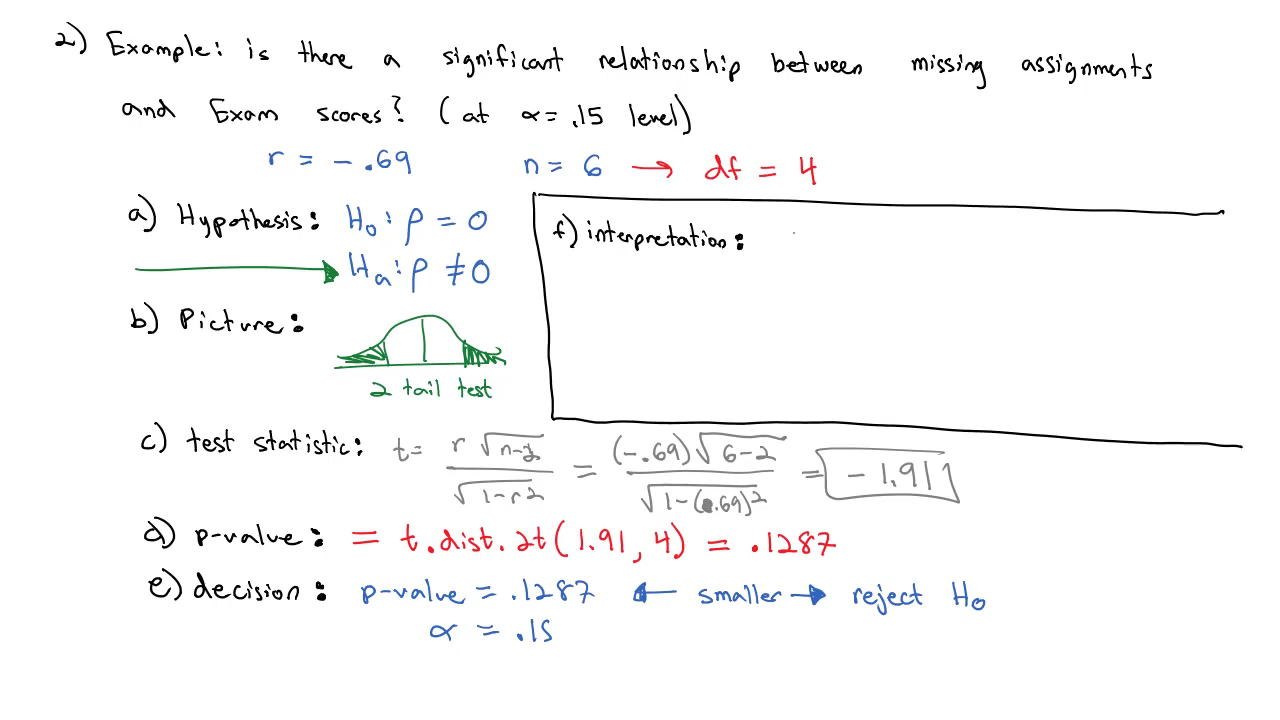 2) Example: is there a significant relationship between missing assignments
and Exam scores? (at α = .15 level)
r = -.69 n = 6 → df = 4
a) Hypothesis: H₀: ρ = 0
→ Hₐ: ρ ≠ 0
b) Picture:
2 tail test
f) interpretation:
c) test statistic: t = r √(n-2) / √(1-r²) = (-.69)√(6-2) / √(1-(.69)²) = -1.911
d) p-value: = t.dist.2t(1.91, 4) = .1287
e) decision: p-value = .1287 ← smaller → reject H₀
α = .15